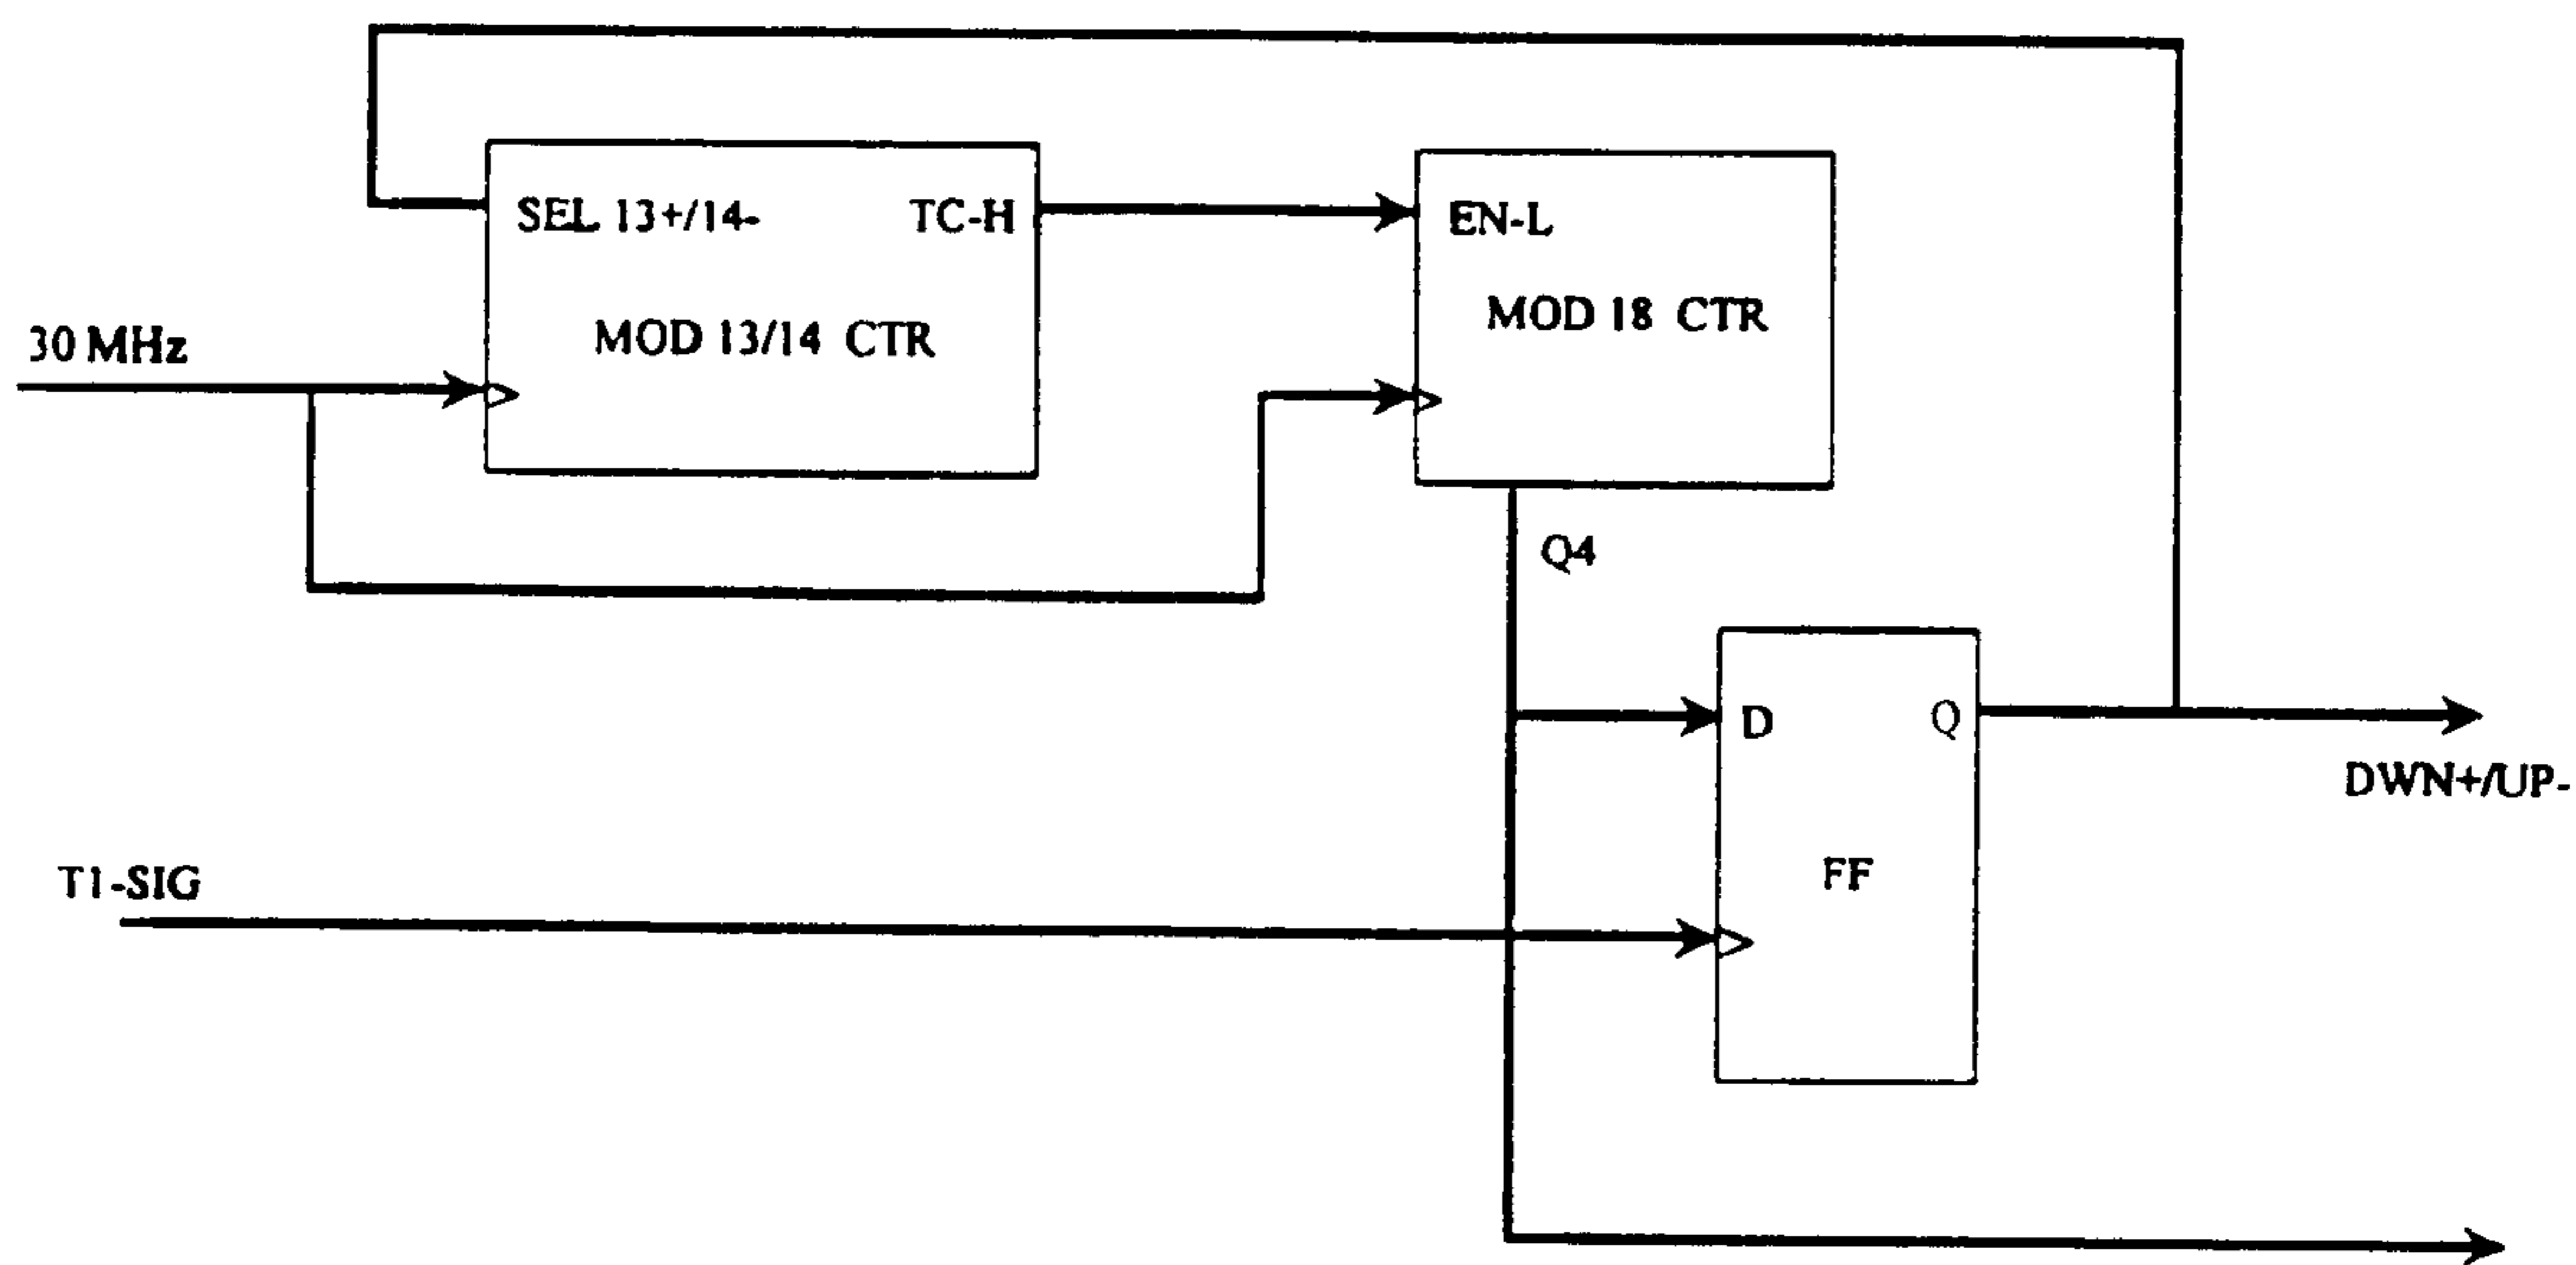 SEL 13+/14- TC-H
MOD 13/14 CTR
EN-L
MOD 18 CTR
30 MHz
Q4
D Q
FF
DWN+/UP-
T1-SIG